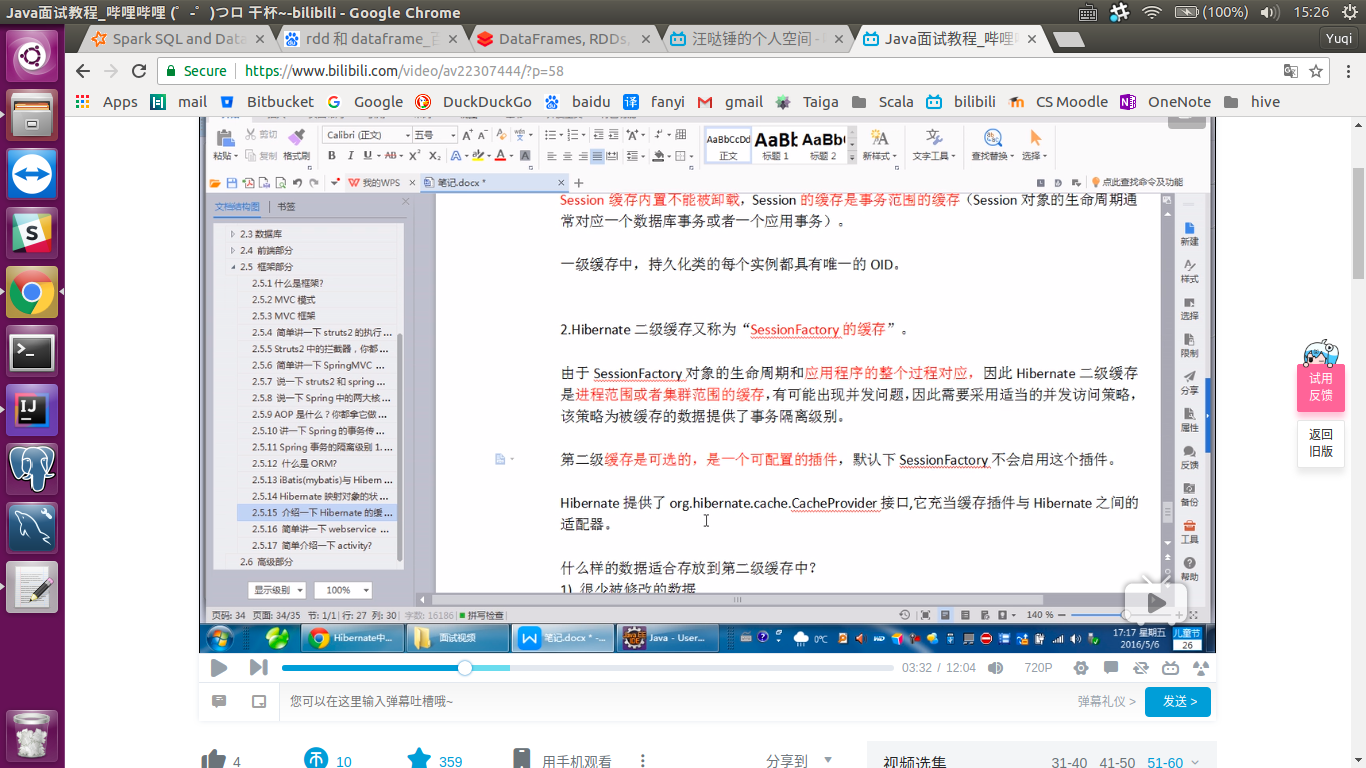 Java面试教程_哔哩哔哩 (゜-゜)つロ 干杯~-bilibili - Google Chrome
(100%) 15:26
Spark SQL and Data
rdd 和 dataframe_百
DataFrames, RDDs,
汪哒锤的个人空间 -
Java面试教程_哔哩
Yuqi
Secure https://www.bilibili.com/video/av22307444/?p=58
Apps mail Bitbucket Google DuckDuckGo baidu fanyi gmail Taiga Scala bilibili CS Moodle OneNote hive
粘贴 剪切 复制 格式刷 Calibri (正文) 五号
AaBbCcDd 正文 AaBb 标题 1 AaBb( 标题 2 新样式 文字工具 查找替换 选择
我的WPS 笔记.docx * 点此查找命令及功能
文档结构图 书签
2.3 数据库
2.4 前端部分
2.5 框架部分
2.5.1 什么是框架?
2.5.2 MVC 模式
2.5.3 MVC 框架
2.5.4 简单讲一下 struts2 的执行 ...
2.5.5 Struts2 中的拦截器，你都 ...
2.5.6 简单讲一下 SpringMVC ...
2.5.7 说一下 struts2 和 spring ...
2.5.8 说一下 Spring 中的两大核 ...
2.5.9 AOP 是什么？你都拿它做 ...
2.5.10 讲一下 Spring 的事务传 ...
2.5.11 Spring 事务的隔离级别 1. ...
2.5.12 什么是 ORM?
2.5.13 iBatis(mybatis)与 Hibern ...
2.5.14 Hibernate 映射对象的状 ...
2.5.15 介绍一下 Hibernate 的缓 ...
2.5.16 简单讲一下 webservice ...
2.5.17 简单介绍一下 activity?
2.6 高级部分
显示级别 100%
Session 缓存内置不能被卸载，Session 的缓存是事务范围的缓存（Session 对象的生命周期通
常对应一个数据库事务或者一个应用事务）。
一级缓存中，持久化类的每个实例都具有唯一的 OID。
2.Hibernate 二级缓存又称为“SessionFactory 的缓存”。
由于 SessionFactory 对象的生命周期和应用程序的整个过程对应，因此 Hibernate 二级缓存
是进程范围或者集群范围的缓存，有可能出现并发问题，因此需要采用适当的并发访问策略，
该策略为被缓存的数据提供了事务隔离级别。
第二级缓存是可选的，是一个可配置的插件，默认下 SessionFactory 不会启用这个插件。
Hibernate 提供了 org.hibernate.cache.CacheProvider 接口,它充当缓存插件与 Hibernate 之间的
适配器。
什么样的数据适合存放到第二级缓存中?
1) 很少被修改的数据
新建
样式
选择
限制
分享
属性
反馈
备份
工具
帮助
页码: 34 页面: 34/35 节: 1/1 行: 27 列: 30 字数: 16186 拼写检查 140 %
Hibernate中... 面试视频 笔记.docx * -... Java - User...
0℃ 17:17 星期五 2016/5/6 儿童节 26
03:32 / 12:04 720P
您可以在这里输入弹幕吐槽哦~ 弹幕礼仪 > 发送 >
4 10 359 用手机观看 分享到
视频选集 31-40 41-50 51-60
试用
反馈
返回
旧版